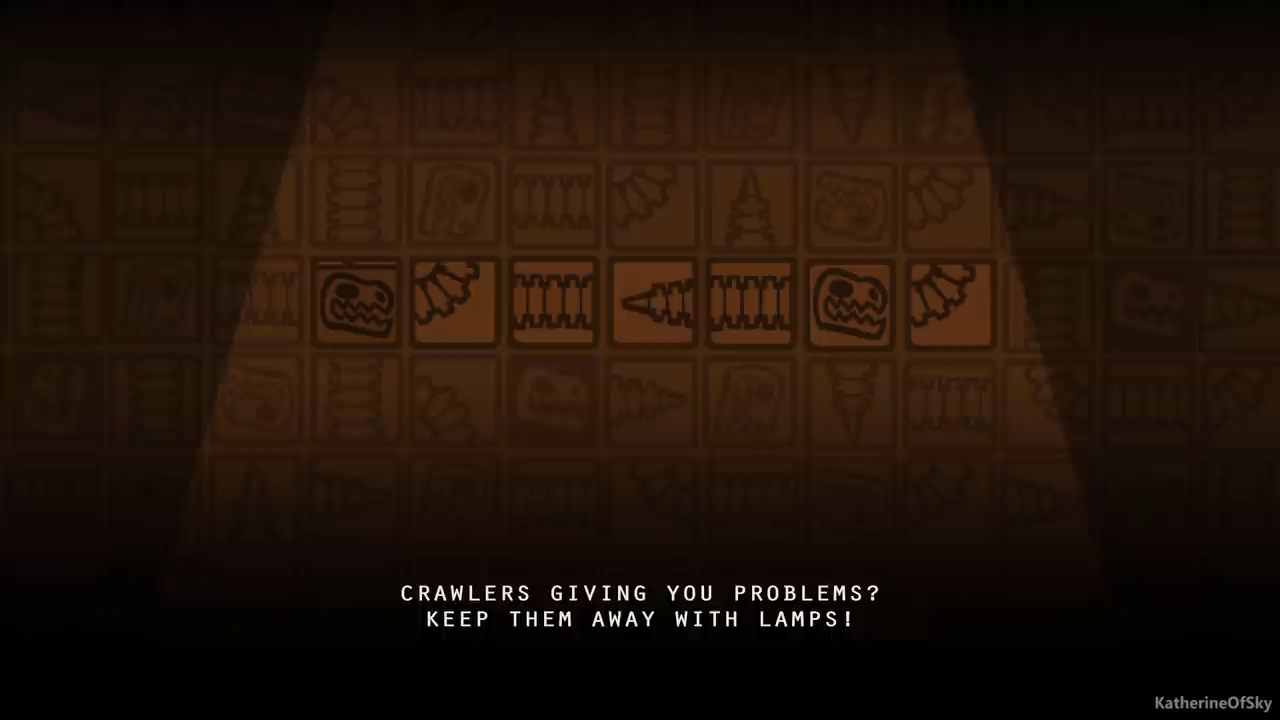 CRAWLERS GIVING YOU PROBLEMS?
KEEP THEM AWAY WITH LAMPS!
KatherineOfSky